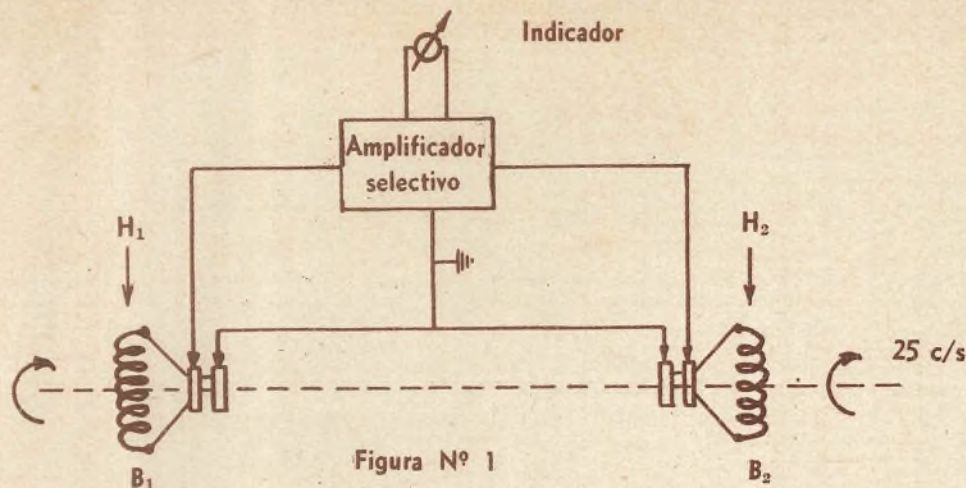 Indicador
Amplificador
selectivo
H₁
H₂
25 c/s
B₁
Figura Nº 1
B₂